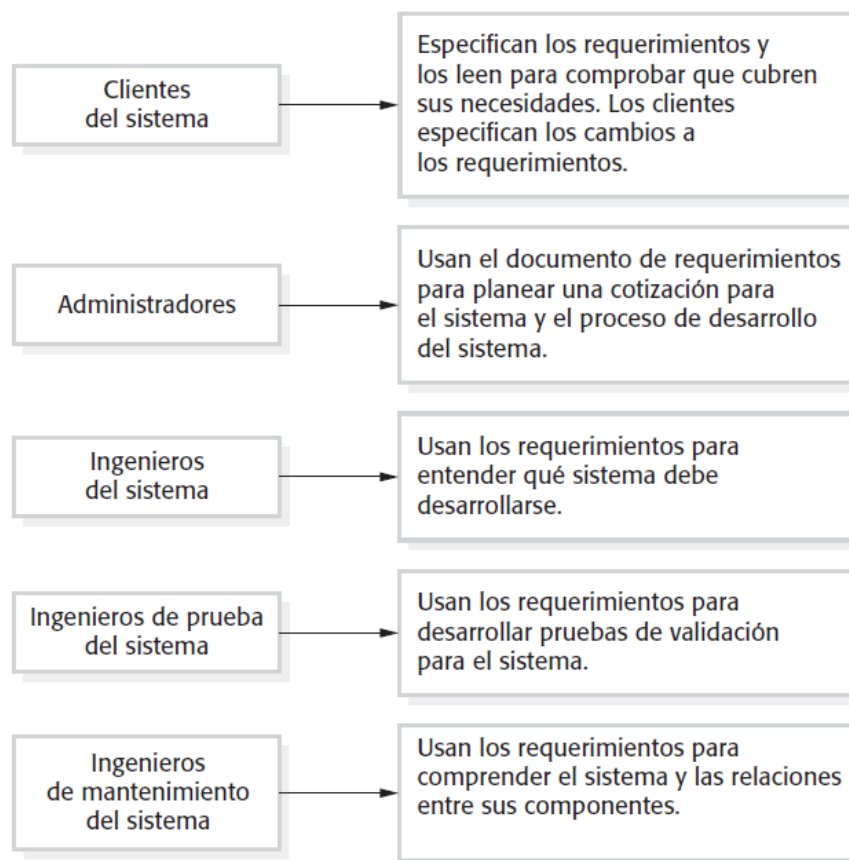 Clientes
del sistema
Especifican los requerimientos y
los leen para comprobar que cubren
sus necesidades. Los clientes
especifican los cambios a
los requerimientos.
Administradores
Usan el documento de requerimientos
para planear una cotización para
el sistema y el proceso de desarrollo
del sistema.
Ingenieros
del sistema
Usan los requerimientos para
entender qué sistema debe
desarrollarse.
Ingenieros de prueba
del sistema
Usan los requerimientos para
desarrollar pruebas de validación
para el sistema.
Ingenieros
de mantenimiento
del sistema
Usan los requerimientos para
comprender el sistema y las relaciones
entre sus componentes.